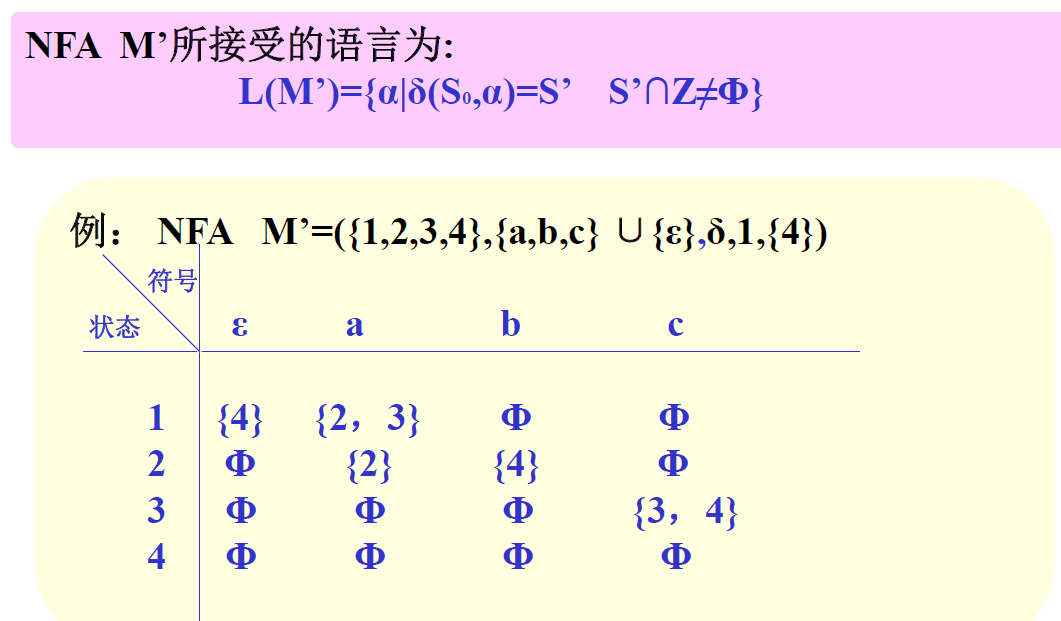 NFA M’所接受的语言为:
L(M’)={α|δ(S₀,α)=S’ S’∩Z≠Φ}
例： NFA M’=({1,2,3,4},{a,b,c} ∪{ε},δ,1,{4})
符号
状态 ε a b c
1 {4} {2，3} Φ Φ
2 Φ {2} {4} Φ
3 Φ Φ Φ {3，4}
4 Φ Φ Φ Φ